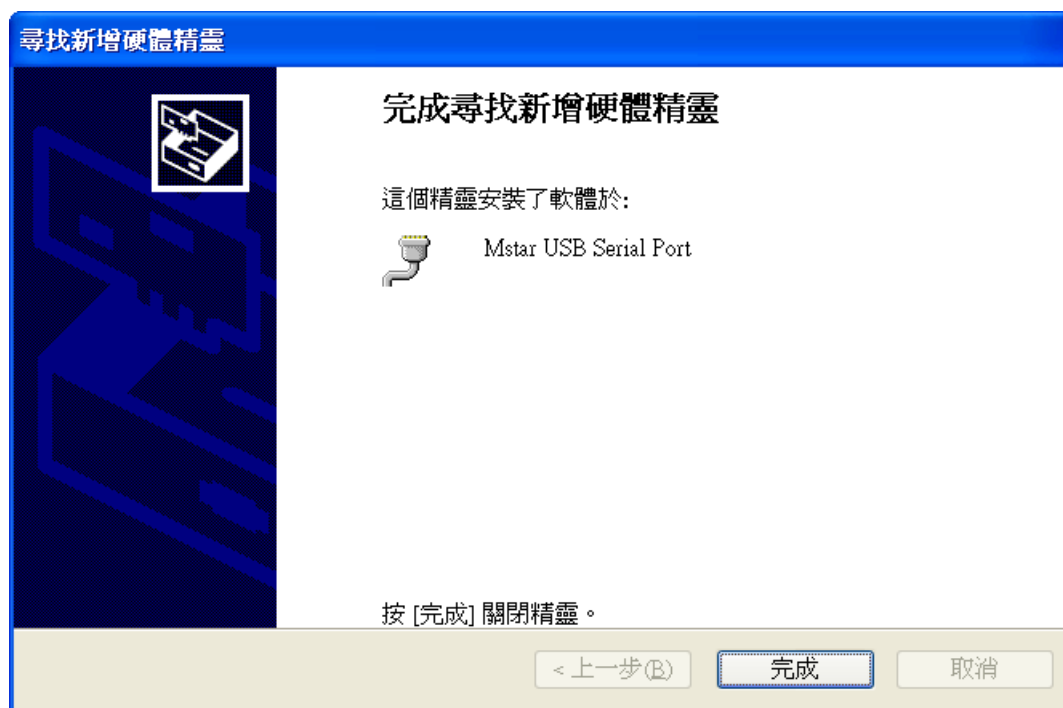 尋找新增硬體精靈
完成尋找新增硬體精靈
這個精靈安裝了軟體於:
Mstar USB Serial Port
按 [完成] 關閉精靈。
< 上一步(B)
完成
取消